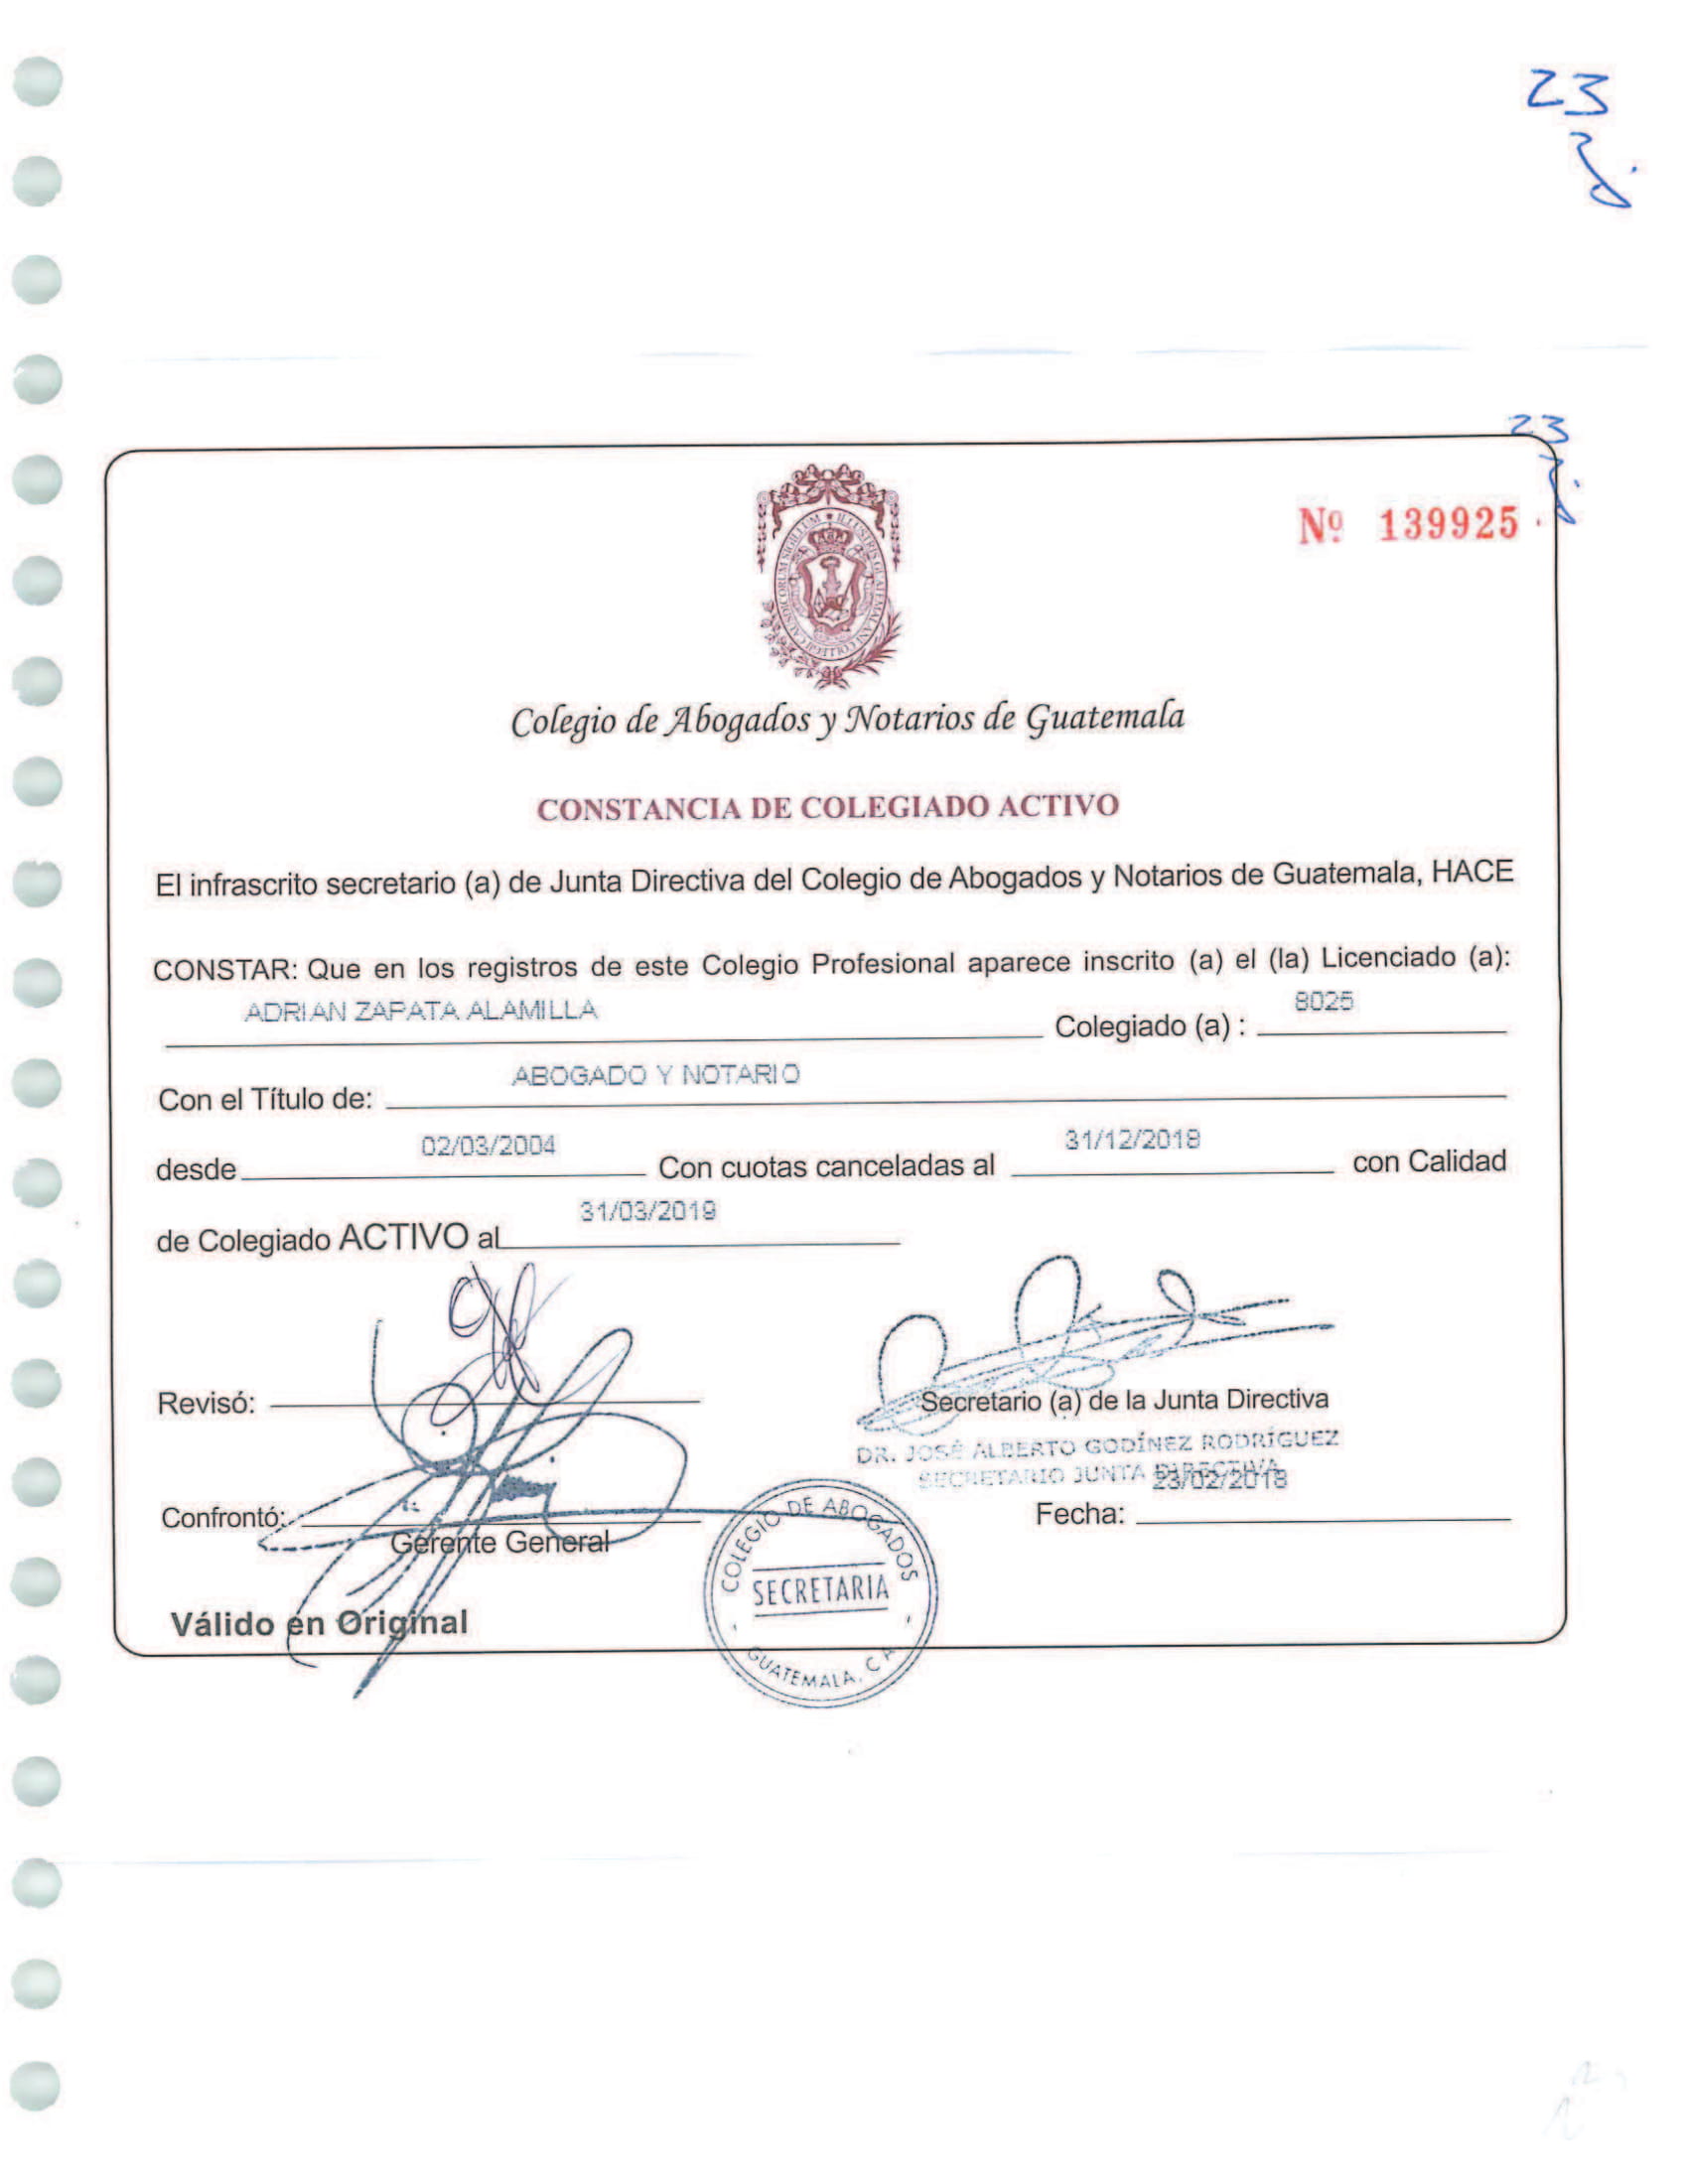 23
23
Nº 139925
SIGILLUM ILLUSTRIS GUATEMALANI COLLEGII CAUSIDICORUM
Colegio de Abogados y Notarios de Guatemala
CONSTANCIA DE COLEGIADO ACTIVO
El infrascrito secretario (a) de Junta Directiva del Colegio de Abogados y Notarios de Guatemala, HACE
CONSTAR: Que en los registros de este Colegio Profesional aparece inscrito (a) el (la) Licenciado (a):
ADRIAN ZAPATA ALAMILLA Colegiado (a) : 8025
Con el Título de: ABOGADO Y NOTARIO
desde 02/03/2004 Con cuotas canceladas al 31/12/2018 con Calidad
de Colegiado ACTIVO al 31/03/2019
Revisó:
Secretario (a) de la Junta Directiva
DR. JOSÉ ALBERTO GODÍNEZ RODRÍGUEZ
SECRETARIO JUNTA DIRECTIVA
23/02/2018
Confrontó:
Fecha:
Gerente General
COLEGIO DE ABOGADOS
SECRETARIA
GUATEMALA, C A
Válido en Original